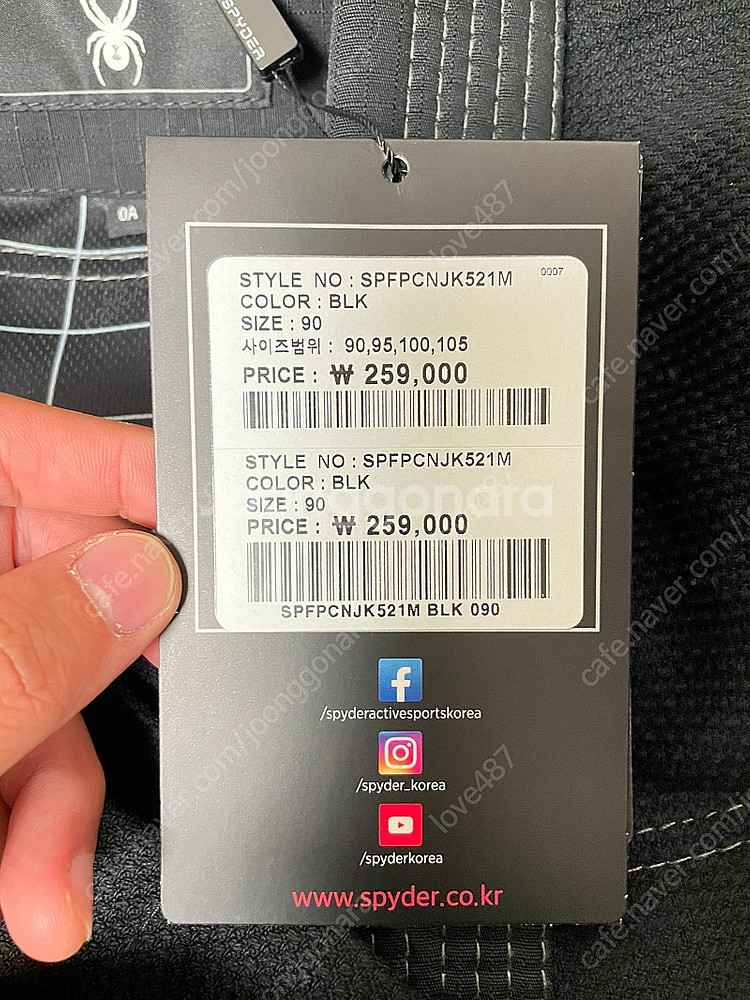 SPYDER
0A
STYLE NO : SPFPCNJK521M 0007
COLOR : BLK
SIZE : 90
사이즈범위 : 90,95,100,105
PRICE : ₩ 259,000
STYLE NO : SPFPCNJK521M
COLOR : BLK
SIZE : 90
PRICE : ₩ 259,000
SPFPCNJK521M BLK 090
/spyderactivesportskorea
/spyder_korea
/spyderkorea
www.spyder.co.kr
joonggonara
cafe.naver.com/joonggonara
love487